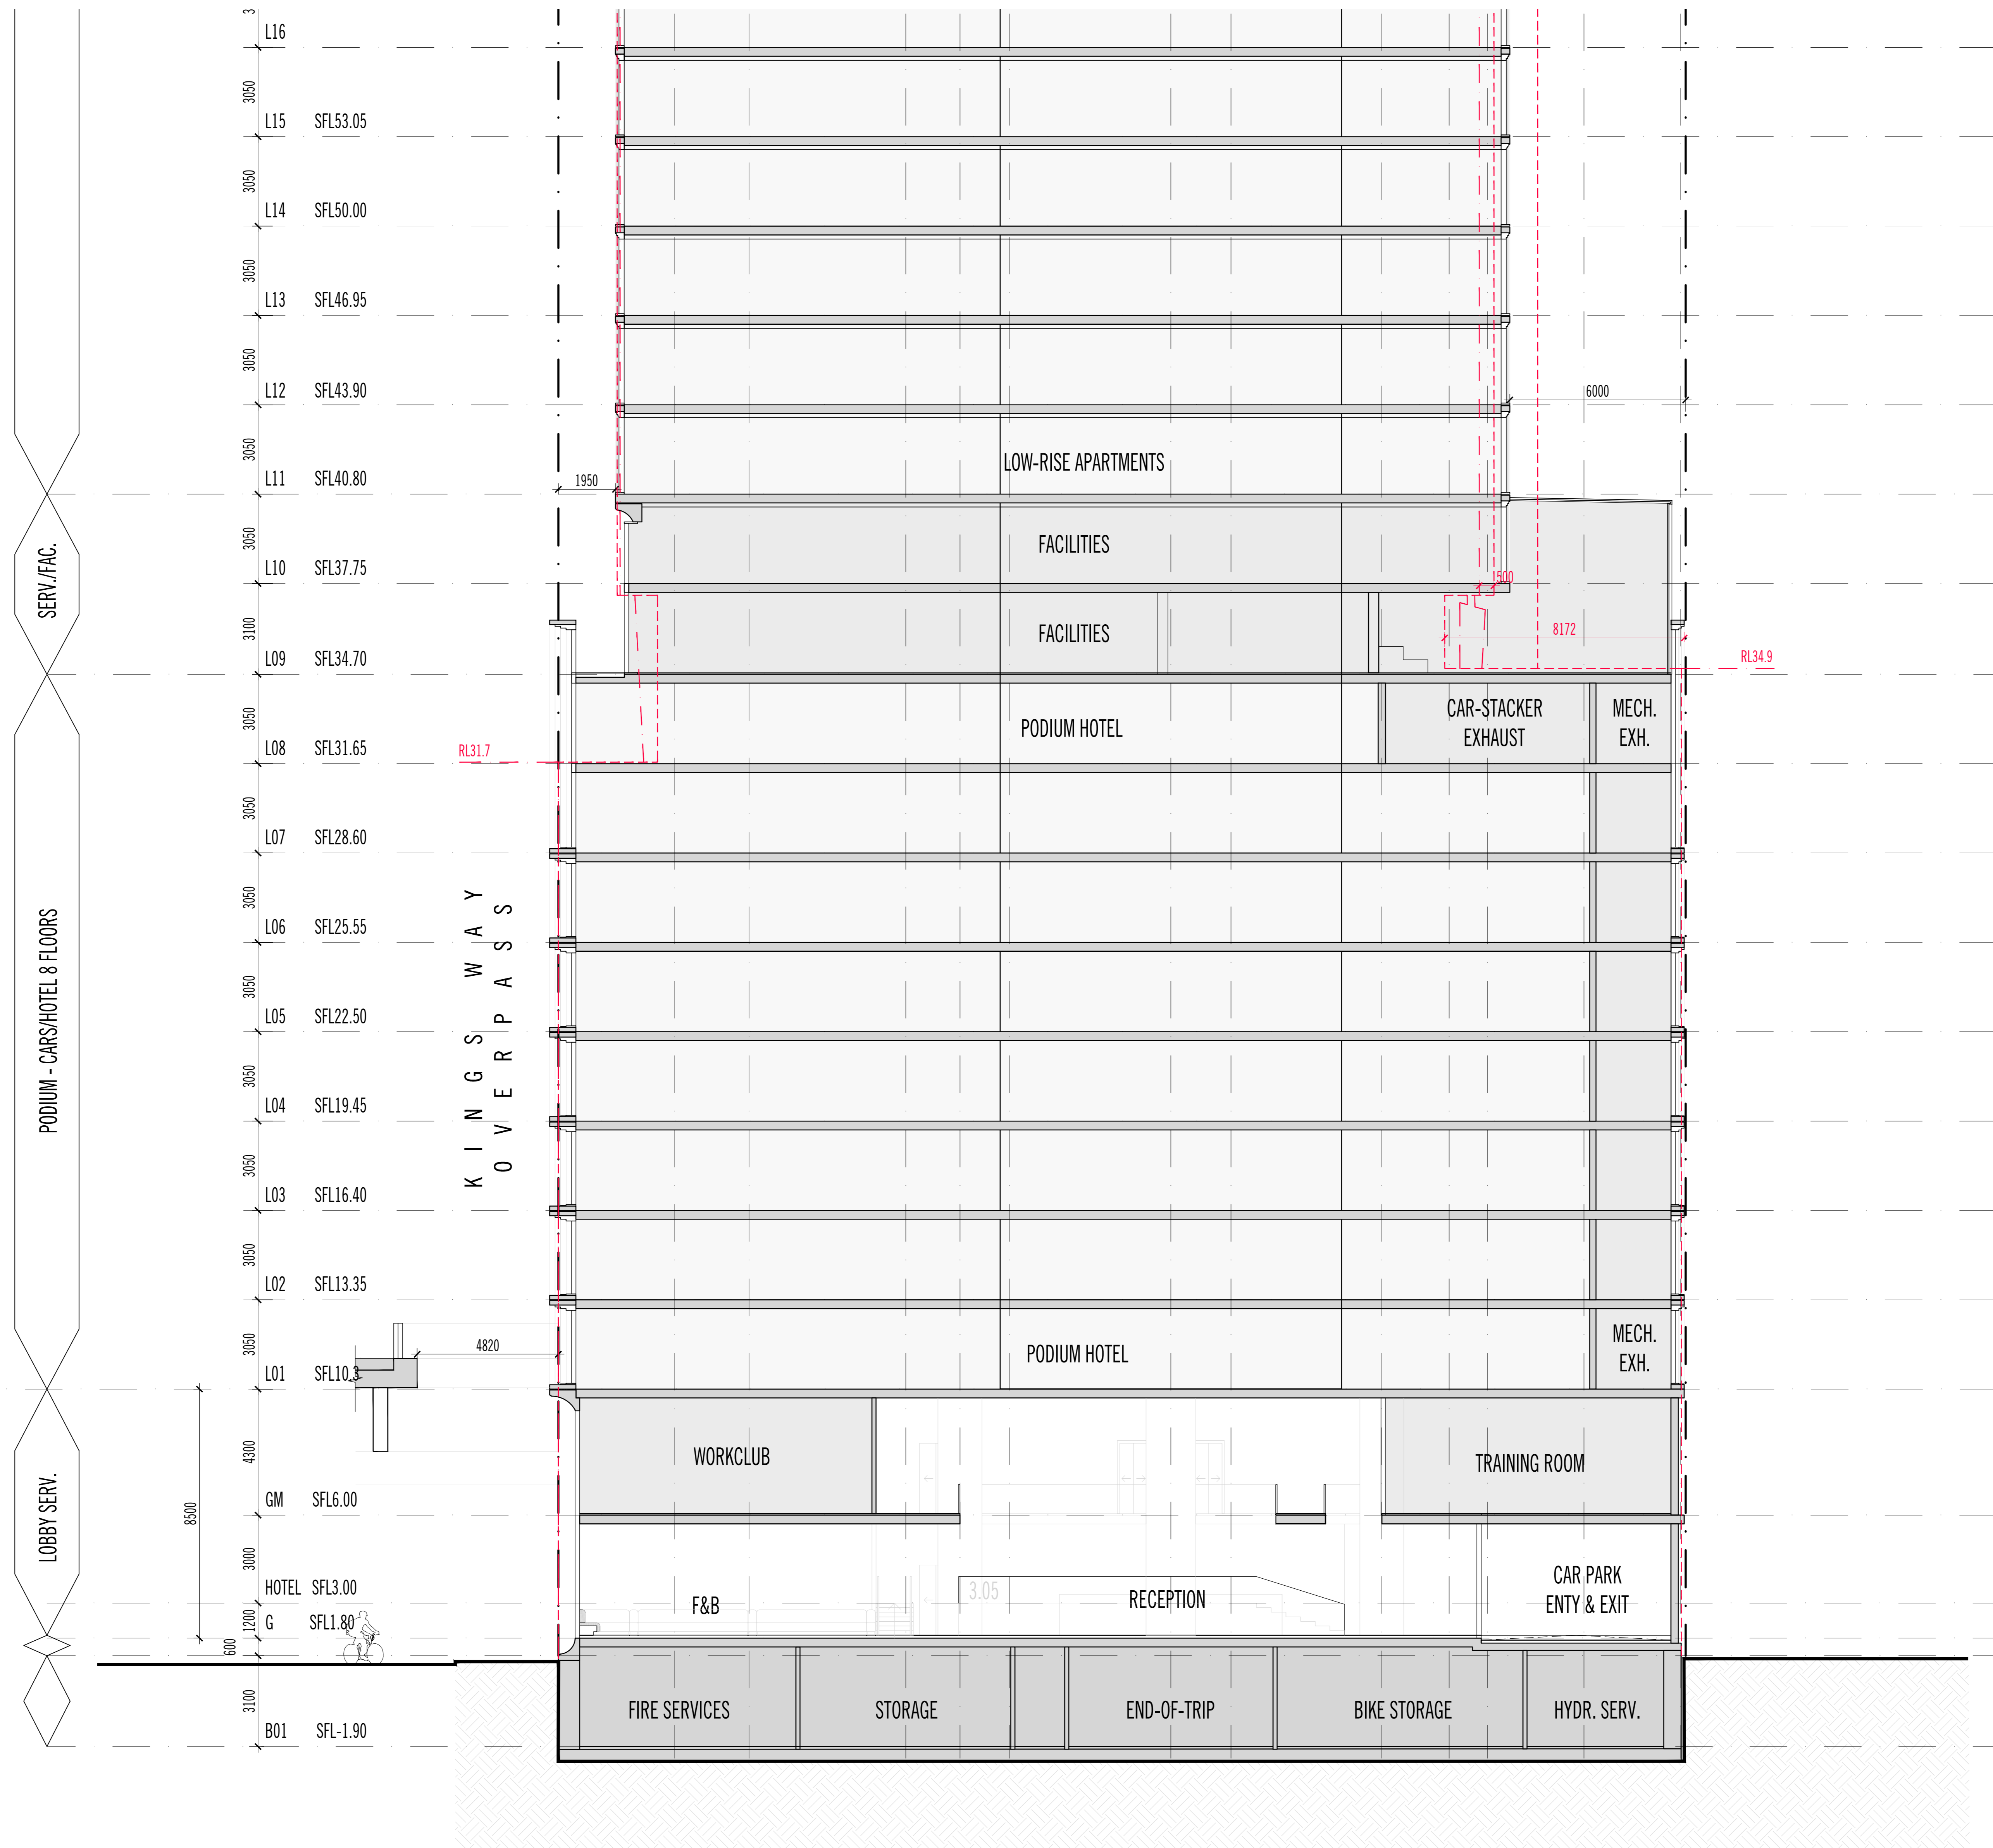 3
L16
3050
L15 SFL53.05
3050
L14 SFL50.00
3050
L13 SFL46.95
3050
L12 SFL43.90
6000
3050
LOW-RISE APARTMENTS
L11 SFL40.80
1950
3050
FACILITIES
L10 SFL37.75
500
SERV./FAC.
3100
FACILITIES
8172
L09 SFL34.70
RL34.9
3050
PODIUM HOTEL
CAR-STACKER
EXHAUST
MECH.
EXH.
L08 SFL31.65
RL31.7
3050
L07 SFL28.60
3050
L06 SFL25.55
KINGS WAY
OVERPASS
PODIUM - CARS/HOTEL 8 FLOORS
3050
L05 SFL22.50
3050
L04 SFL19.45
3050
L03 SFL16.40
3050
L02 SFL13.35
3050
4820
PODIUM HOTEL
MECH.
EXH.
L01 SFL10.3
4300
WORKCLUB
TRAINING ROOM
GM SFL6.00
8500
LOBBY SERV.
3000
HOTEL SFL3.00
3.05
F&B
RECEPTION
CAR PARK
ENTY & EXIT
1200
G SFL1.80
600
3100
FIRE SERVICES
STORAGE
END-OF-TRIP
BIKE STORAGE
HYDR. SERV.
B01 SFL-1.90